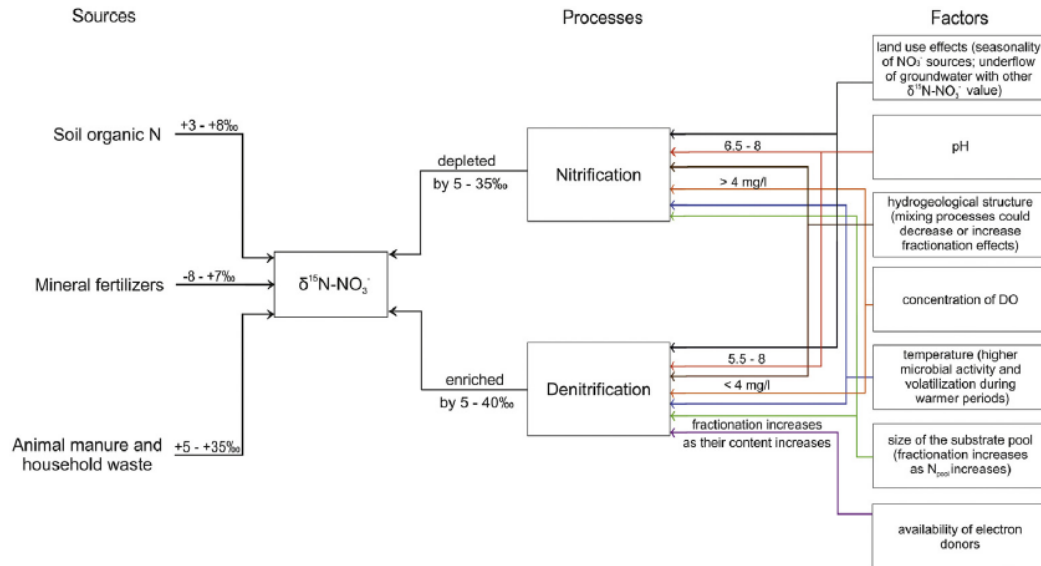 Sources
Processes
Factors
Soil organic N
+3 - +8‰
Mineral fertilizers
-8 - +7‰
Animal manure and
household waste
+5 - +35‰
δ¹⁵N-NO₃⁻
depleted
by 5 - 35‰
enriched
by 5 - 40‰
Nitrification
Denitrification
6.5 - 8
> 4 mg/l
5.5 - 8
< 4 mg/l
fractionation increases
as their content increases
land use effects (seasonality
of NO₃⁻ sources; underflow
of groundwater with other
δ¹⁵N-NO₃⁻ value)
pH
hydrogeological structure
(mixing processes could
decrease or increase
fractionation effects)
concentration of DO
temperature (higher
microbial activity and
volatilization during
warmer periods)
size of the substrate pool
(fractionation increases
as Nₚₒₒₗ increases)
availability of electron
donors